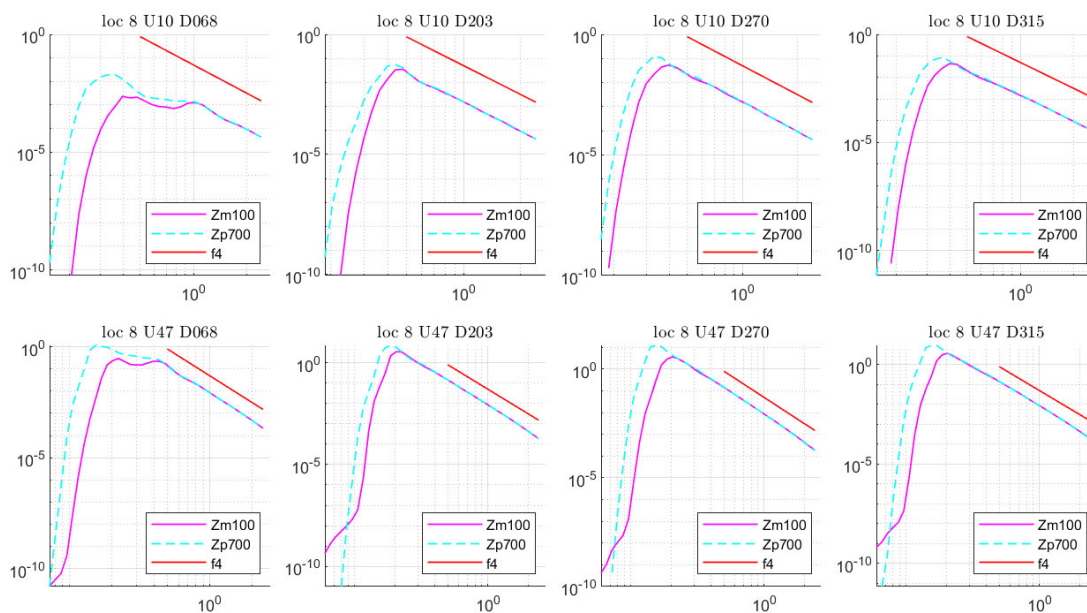 loc 8 U10 D068
10^0
10^-5
10^-10
10^0
Zm100
Zp700
f4
loc 8 U10 D203
10^0
10^-5
10^-10
10^0
Zm100
Zp700
f4
loc 8 U10 D270
10^0
10^-5
10^-10
10^0
Zm100
Zp700
f4
loc 8 U10 D315
10^0
10^-5
10^-10
10^0
Zm100
Zp700
f4
loc 8 U47 D068
10^0
10^-5
10^-10
10^0
Zm100
Zp700
f4
loc 8 U47 D203
10^0
10^-5
10^-10
10^0
Zm100
Zp700
f4
loc 8 U47 D270
10^0
10^-5
10^-10
10^0
Zm100
Zp700
f4
loc 8 U47 D315
10^0
10^-5
10^-10
10^0
Zm100
Zp700
f4